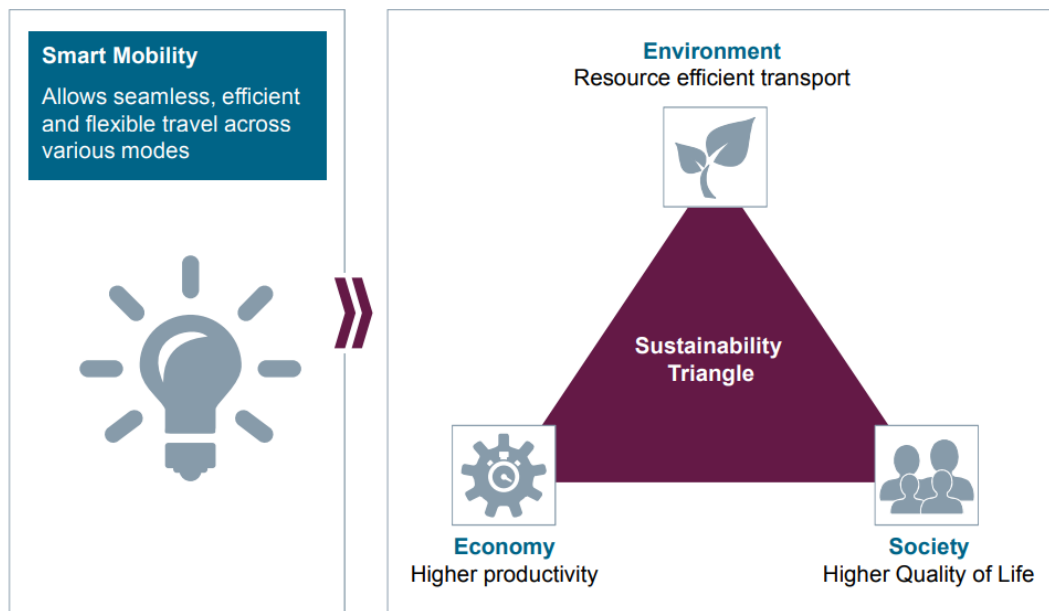 Smart Mobility
Allows seamless, efficient
and flexible travel across
various modes
Environment
Resource efficient transport
Sustainability
Triangle
Economy
Higher productivity
Society
Higher Quality of Life